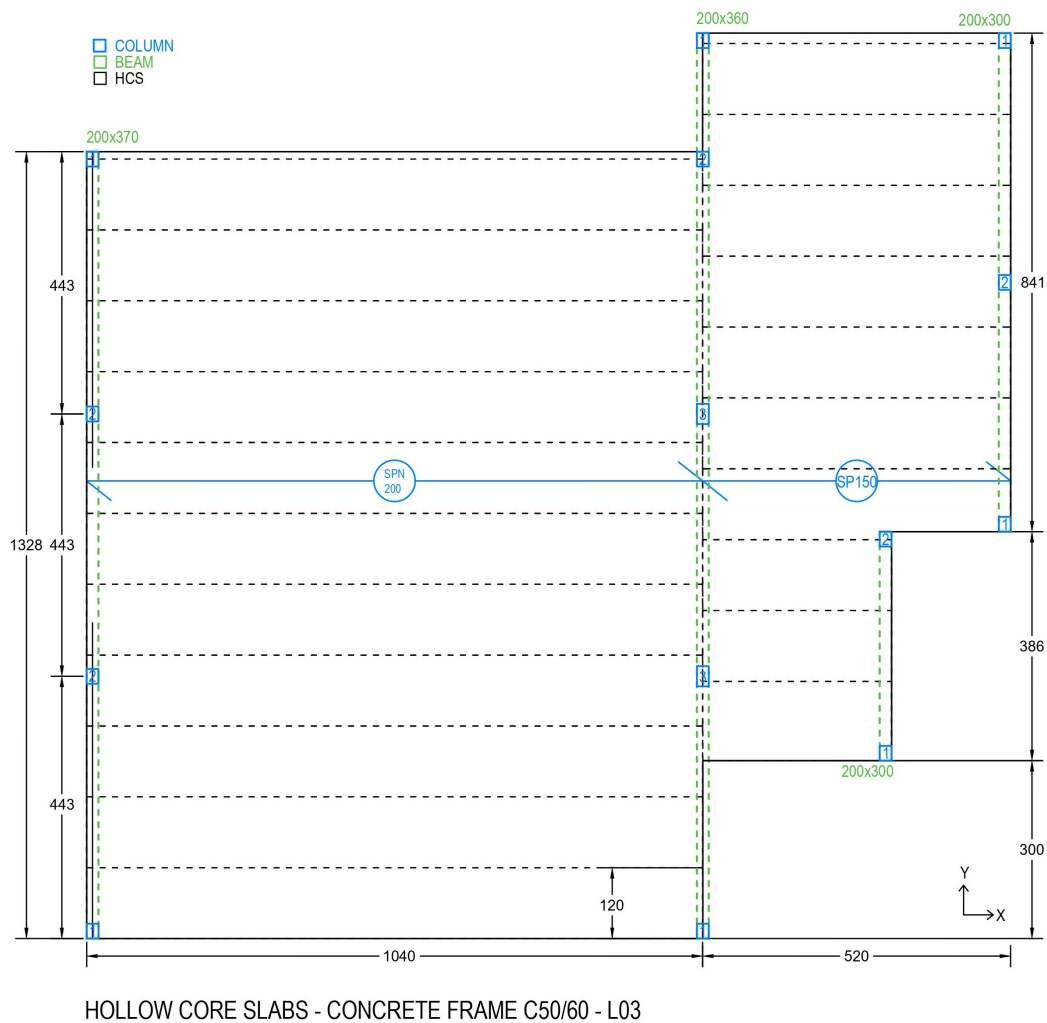 200x360
200x300
1
1
COLUMN
BEAM
HCS
200x370
1
2
443
2
841
2
3
SPN
200
SP150
1
2
1328
443
386
2
3
1
200x300
443
300
120
Y
X
1
1
1040
520
HOLLOW CORE SLABS - CONCRETE FRAME C50/60 - L03